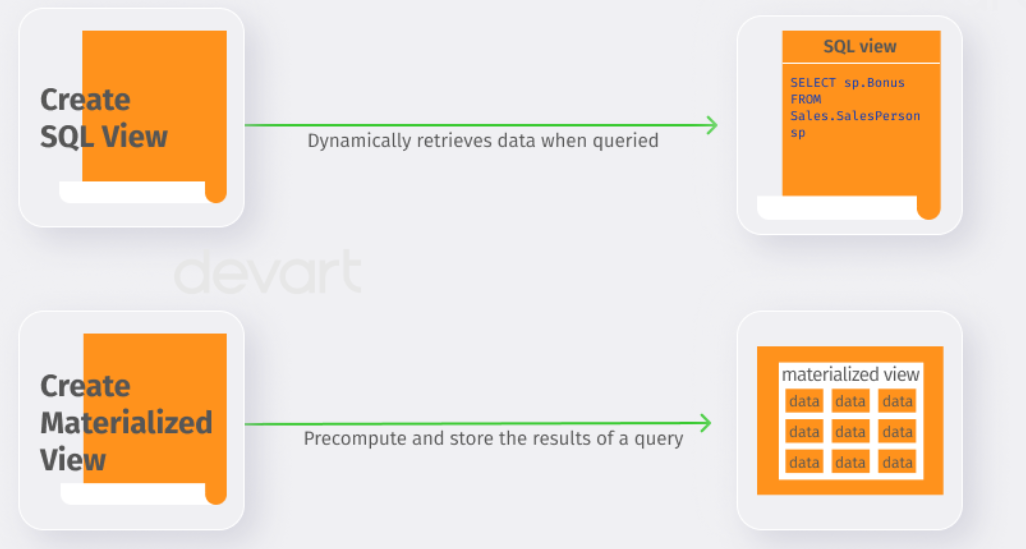 Create
SQL View
Dynamically retrieves data when queried
SQL view
SELECT sp.Bonus
FROM
Sales.SalesPerson
sp
devart
Create
Materialized
View
Precompute and store the results of a query
materialized view
data data data
data data data
data data data